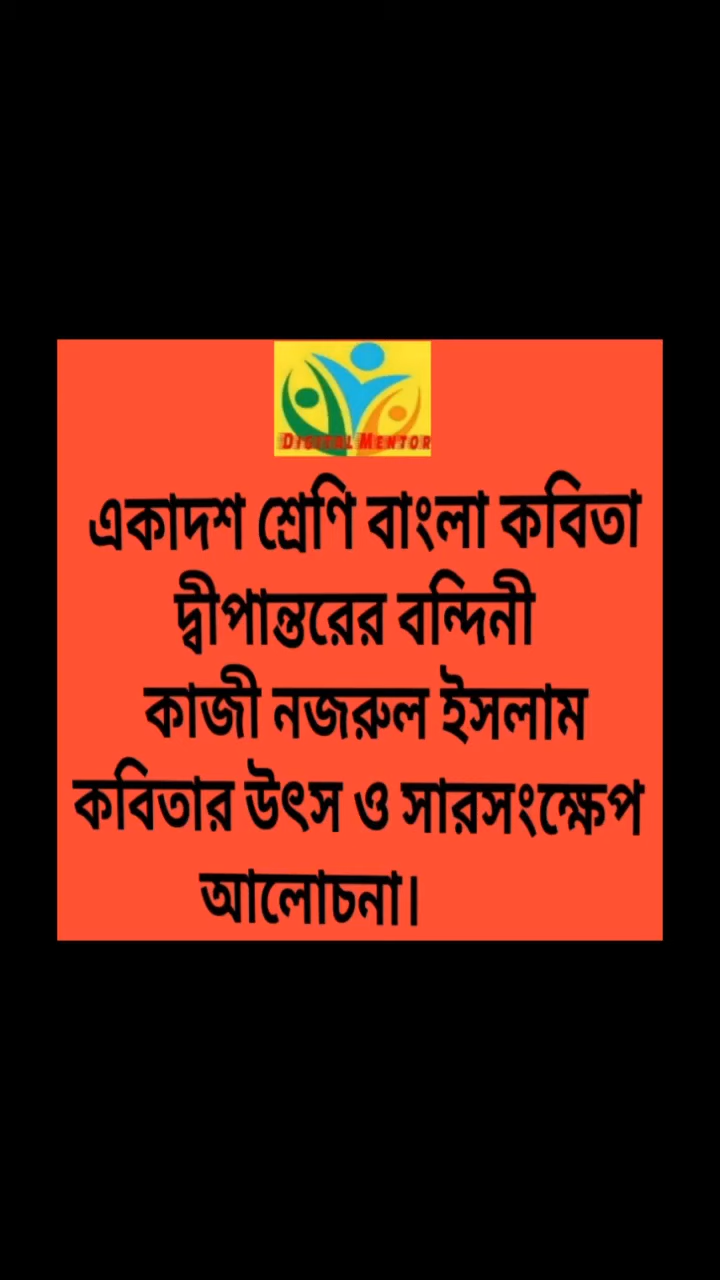 DIGITAL MENTOR
একাদশ শ্রেণি বাংলা কবিতা
দ্বীপান্তরের বন্দিনী
কাজী নজরুল ইসলাম
কবিতার উৎস ও সারসংক্ষেপ
আলোচনা।